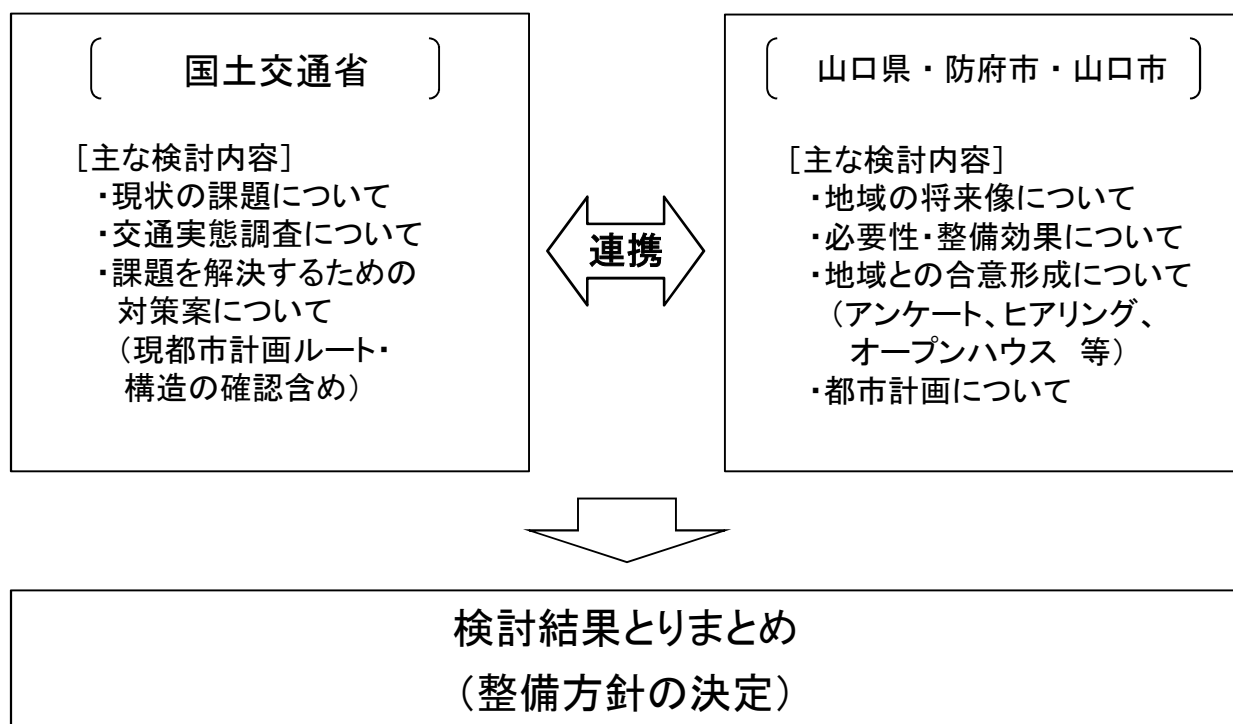 国土交通省
[主な検討内容]
・現状の課題について
・交通実態調査について
・課題を解決するための
対策案について
（現都市計画ルート・
構造の確認含め）
連携
山口県・防府市・山口市
[主な検討内容]
・地域の将来像について
・必要性・整備効果について
・地域との合意形成について
（アンケート、ヒアリング、
オープンハウス　等）
・都市計画について
検討結果とりまとめ
（整備方針の決定）